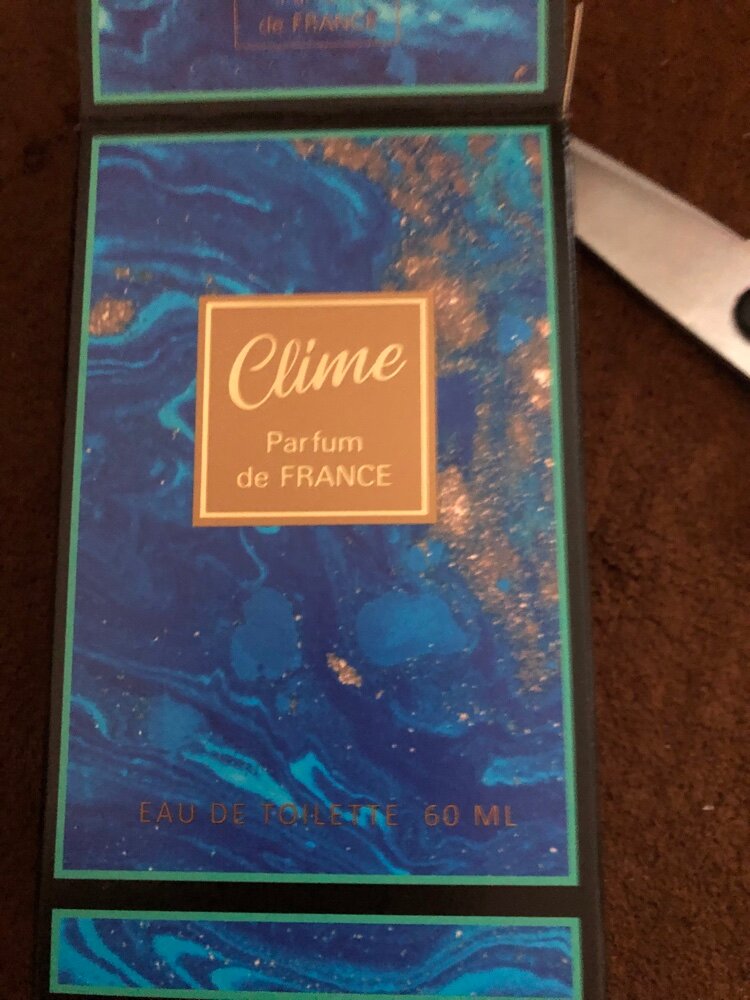 de FRANCE
Clime
Parfum
de FRANCE
EAU DE TOILETTE 60 ML